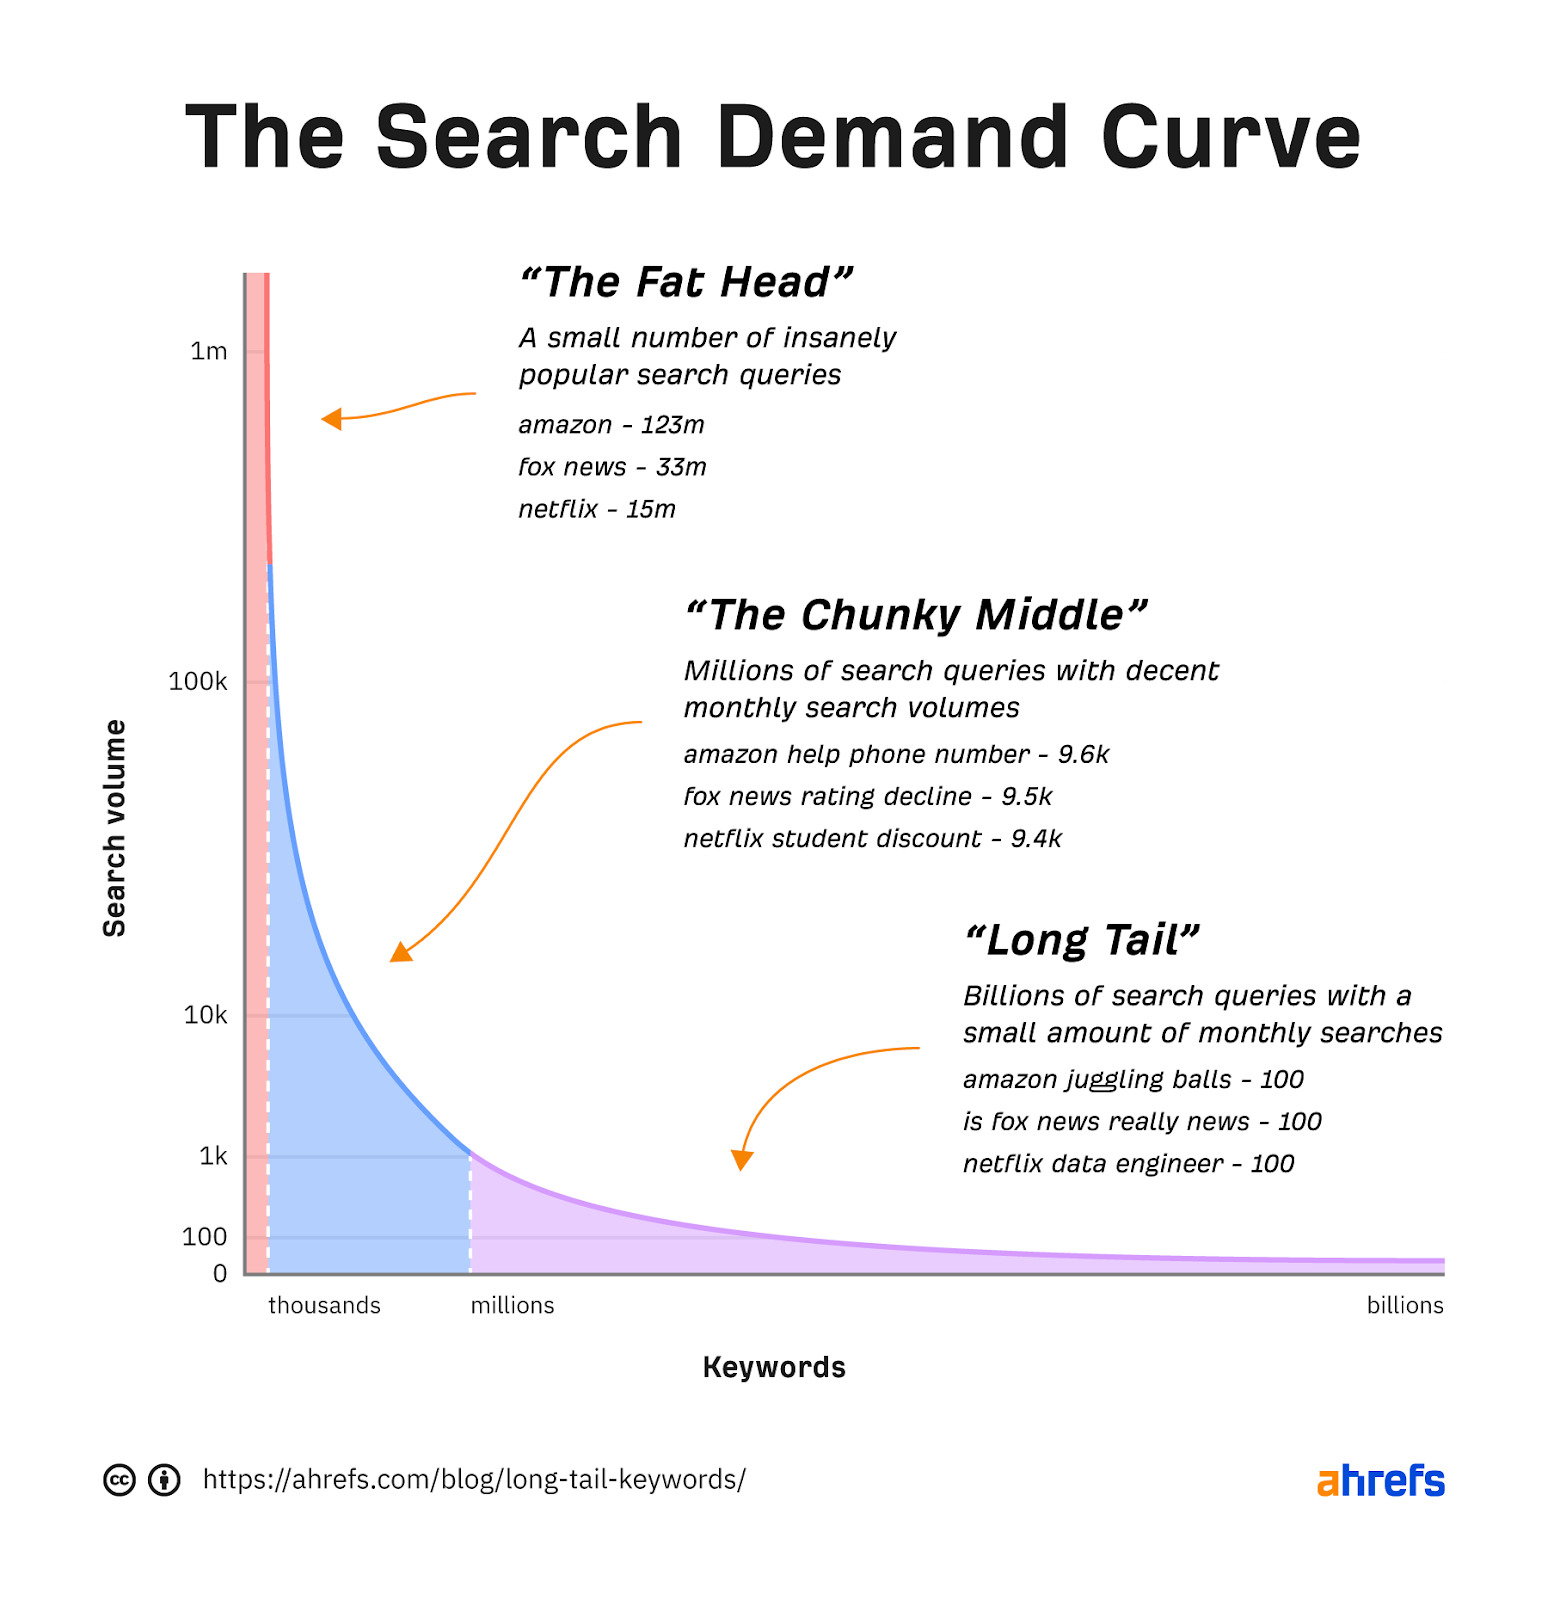 The Search Demand Curve
“The Fat Head”
A small number of insanely
popular search queries
amazon - 123m
fox news - 33m
netflix - 15m
“The Chunky Middle”
Millions of search queries with decent
monthly search volumes
amazon help phone number - 9.6k
fox news rating decline - 9.5k
netflix student discount - 9.4k
“Long Tail”
Billions of search queries with a
small amount of monthly searches
amazon juggling balls - 100
is fox news really news - 100
netflix data engineer - 100
Search volume
1m
100k
10k
1k
100
0
thousands
millions
billions
Keywords
cc
https://ahrefs.com/blog/long-tail-keywords/
ahrefs